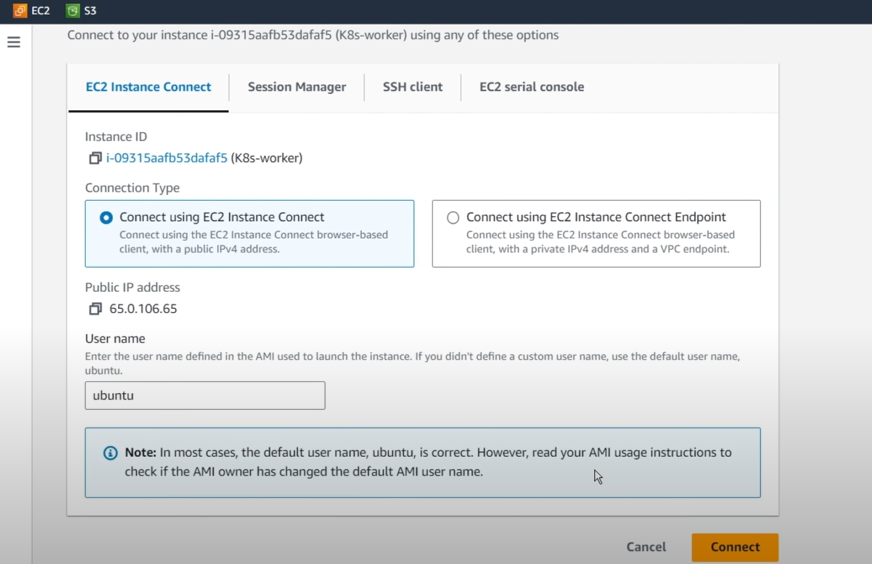 EC2 S3
Connect to your instance i-09315aafb53dafaf5 (K8s-worker) using any of these options
EC2 Instance Connect Session Manager SSH client EC2 serial console
Instance ID
i-09315aafb53dafaf5 (K8s-worker)
Connection Type
Connect using EC2 Instance Connect
Connect using the EC2 Instance Connect browser-based
client, with a public IPv4 address.
Connect using EC2 Instance Connect Endpoint
Connect using the EC2 Instance Connect browser-based
client, with a private IPv4 address and a VPC endpoint.
Public IP address
65.0.106.65
User name
Enter the user name defined in the AMI used to launch the instance. If you didn't define a custom user name, use the default user name,
ubuntu.
ubuntu
Note: In most cases, the default user name, ubuntu, is correct. However, read your AMI usage instructions to
check if the AMI owner has changed the default AMI user name.
Cancel Connect